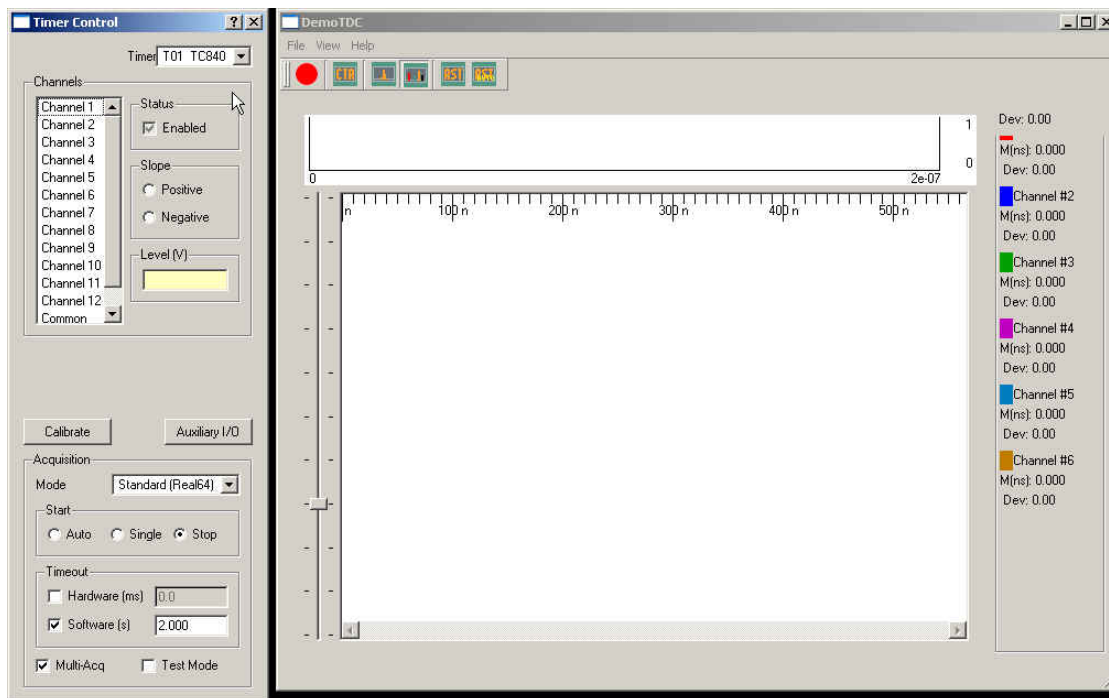 Timer Control
Timer T01 TC840
Channels
Channel 1
Channel 2
Channel 3
Channel 4
Channel 5
Channel 6
Channel 7
Channel 8
Channel 9
Channel 10
Channel 11
Channel 12
Common
Status
Enabled
Slope
Positive
Negative
Level (V)
Calibrate
Auxiliary I/O
Acquisition
Mode Standard (Real64)
Start
Auto Single Stop
Timeout
Hardware (ms) 0.0
Software (s) 2.000
Multi-Acq Test Mode
DemoTDC
File View Help
CTR RST
1
0
0 2e-07
n 100 n 200 n 300 n 400 n 500 n
Dev: 0.00
M(ns): 0.000
Dev: 0.00
Channel #2
M(ns): 0.000
Dev: 0.00
Channel #3
M(ns): 0.000
Dev: 0.00
Channel #4
M(ns): 0.000
Dev: 0.00
Channel #5
M(ns): 0.000
Dev: 0.00
Channel #6
M(ns): 0.000
Dev: 0.00